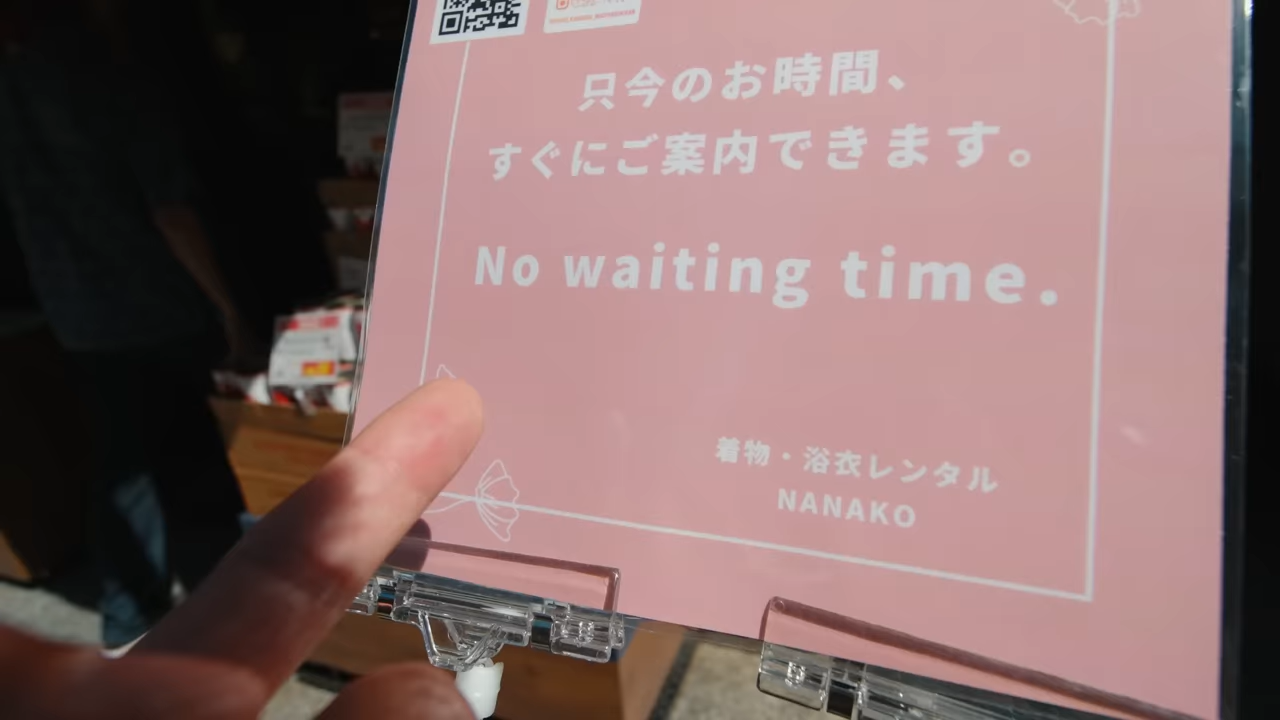 只今のお時間、
すぐにご案内できます。
No waiting time.
着物・浴衣レンタル
NANAKO